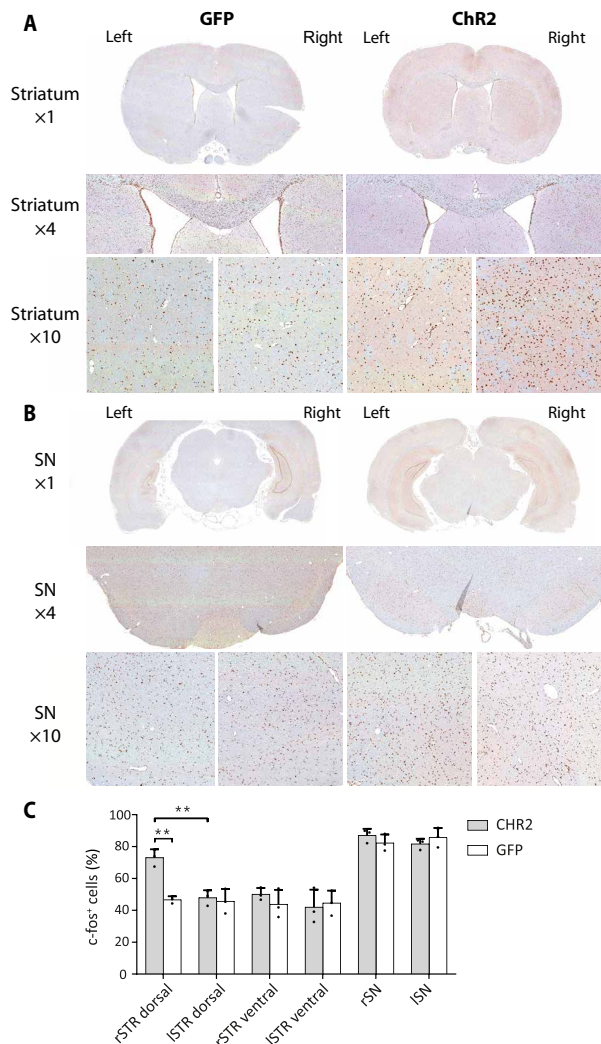 A GFP ChR2
Left Right Left Right
Striatum
×1
Striatum
×4
Striatum
×10
B Left Right Left Right
SN
×1
SN
×4
SN
×10
C
c-fos⁺ cells (%)
100
80
60
40
20
0
**
**
CHR2
GFP
rSTR dorsal
lSTR dorsal
rSTR ventral
lSTR ventral
rSN
lSN